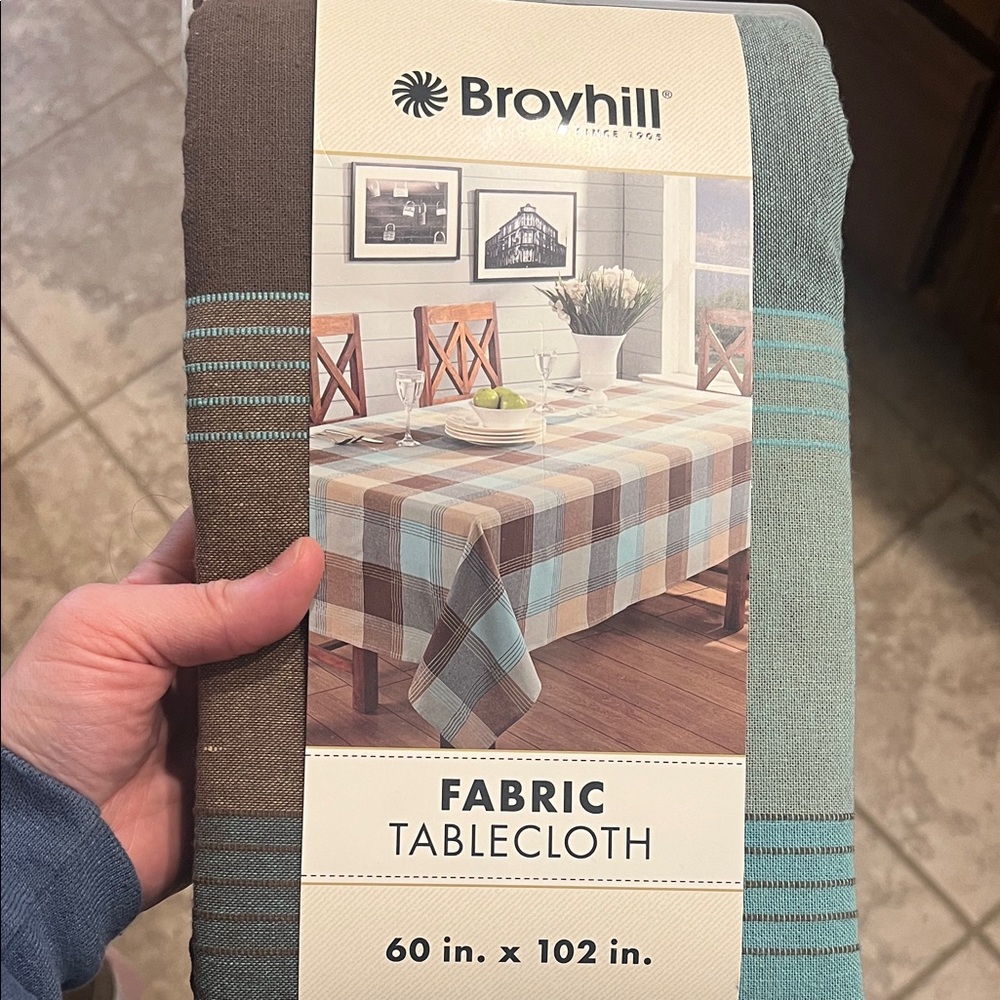 Broyhill®
SINCE 1905
FABRIC
TABLECLOTH
60 in. x 102 in.